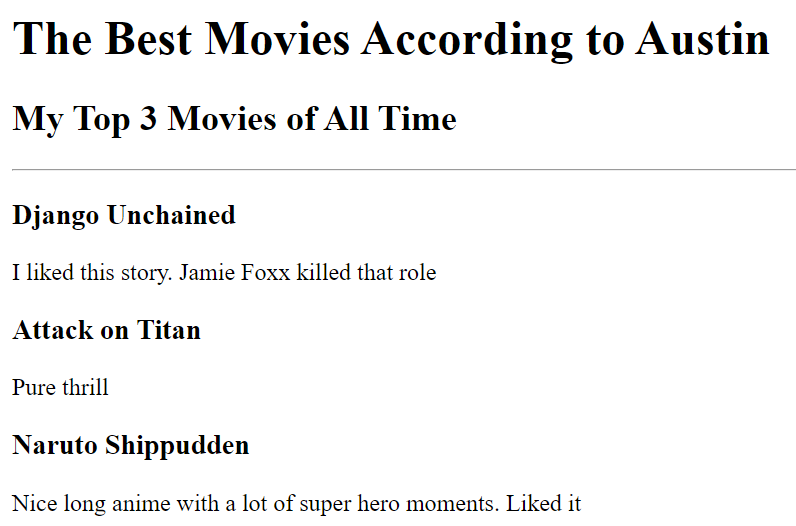 The Best Movies According to Austin
My Top 3 Movies of All Time
Django Unchained
I liked this story. Jamie Foxx killed that role
Attack on Titan
Pure thrill
Naruto Shippudden
Nice long anime with a lot of super hero moments. Liked it